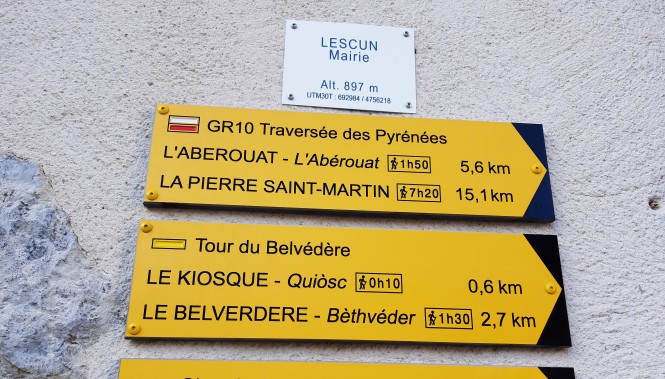 LESCUN
Mairie
Alt. 897 m
UTM30T : 692984 / 4756218
GR10 Traversée des Pyrénées
L'ABEROUAT - L'Abérouat 1h50 5,6 km
LA PIERRE SAINT-MARTIN 7h20 15,1 km
Tour du Belvédère
LE KIOSQUE - Quiòsc 0h10 0,6 km
LE BELVERDERE - Bèthvéder 1h30 2,7 km